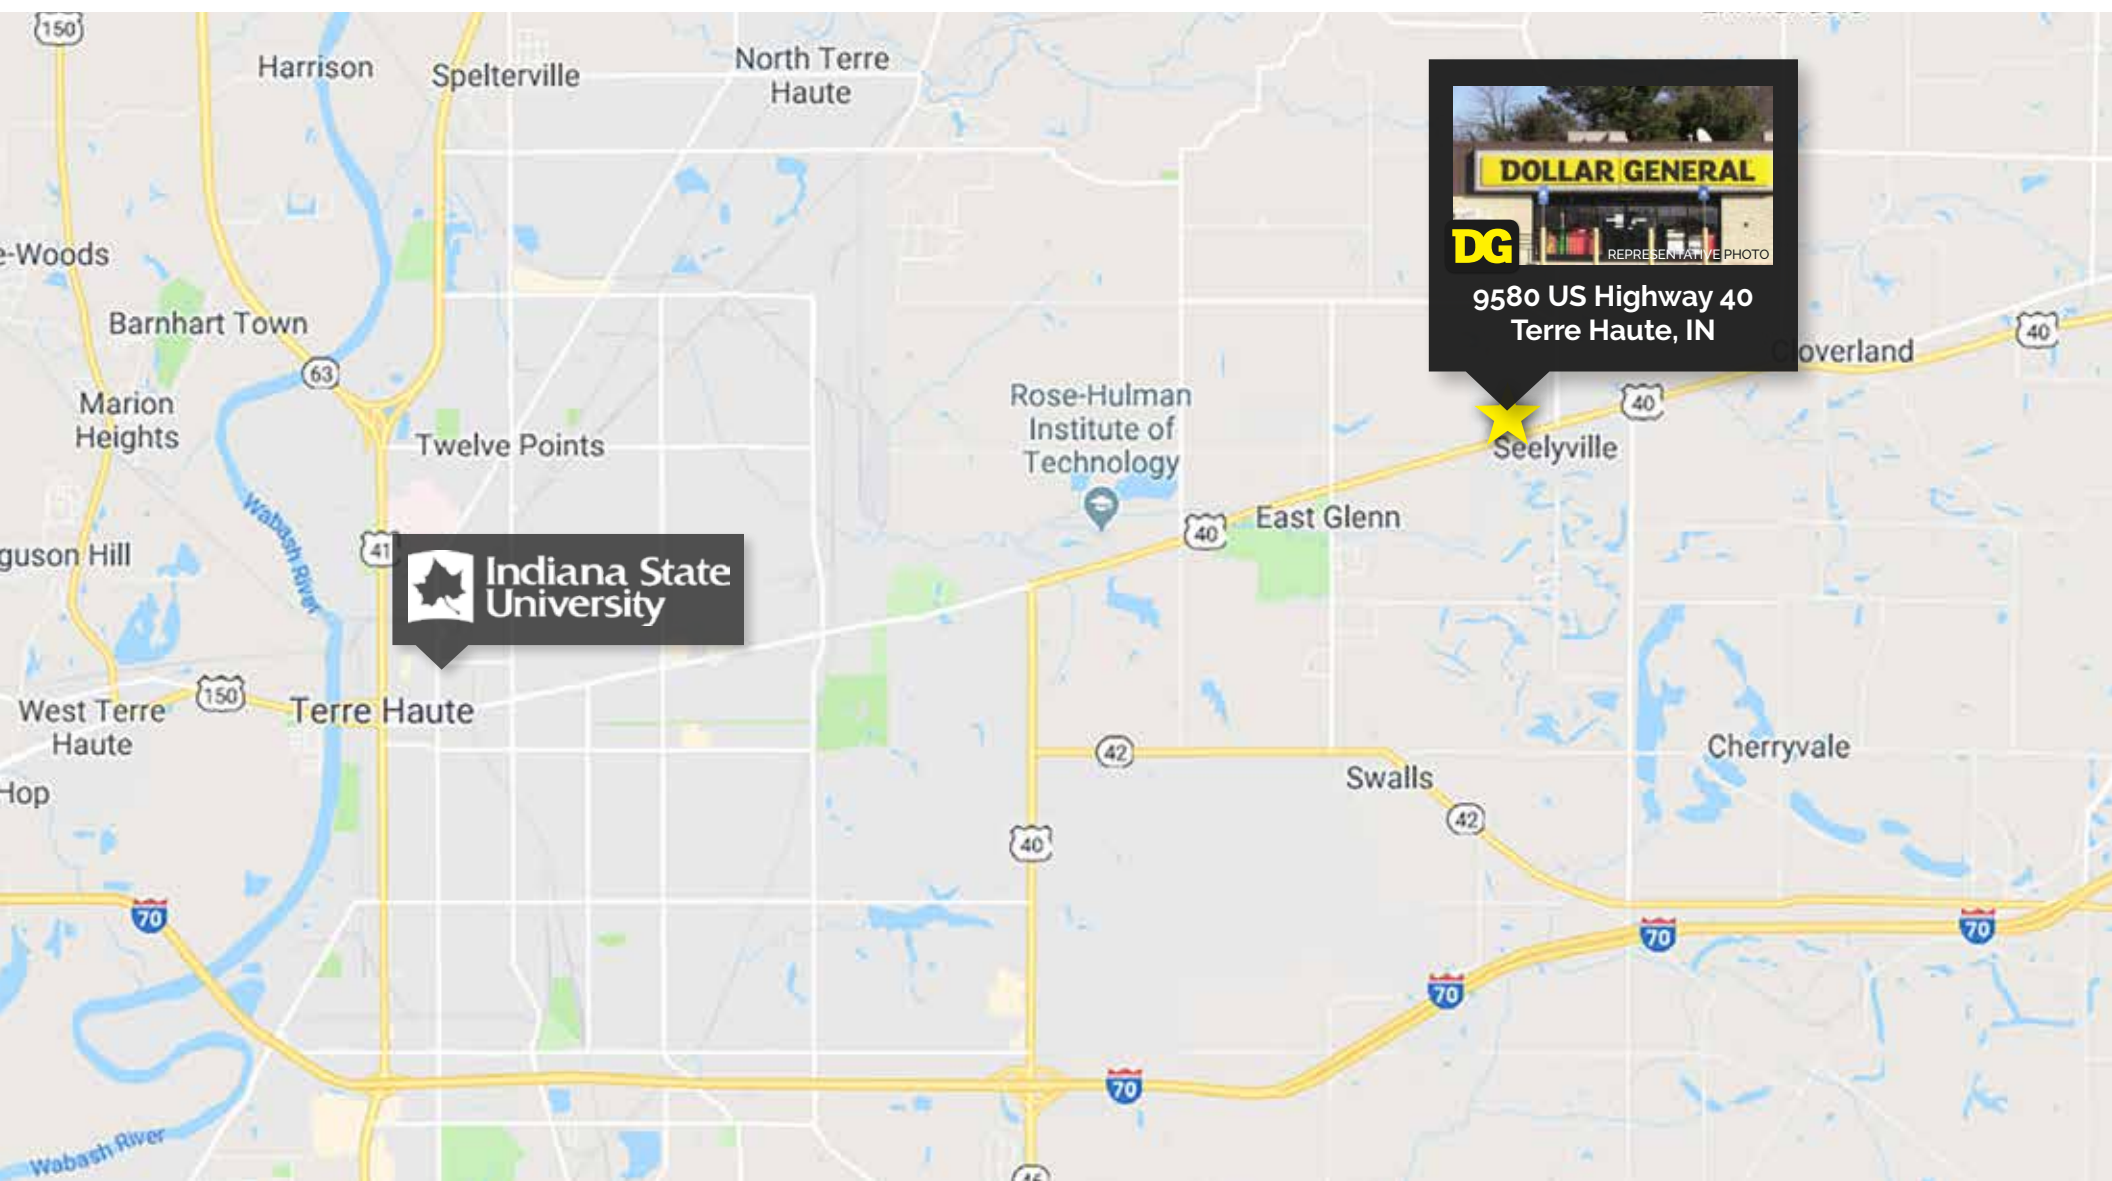 150
Harrison
Spelterville
North Terre
Haute
DOLLAR GENERAL
DG
REPRESENTATIVE PHOTO
9580 US Highway 40
Terre Haute, IN
e-Woods
Barnhart Town
63
Marion
Heights
Twelve Points
Rose-Hulman
Institute of
Technology
40
Cloverland
40
Seelyville
East Glenn
40
Wabash River
41
guson Hill
Indiana State
University
150
West Terre
Haute
Terre Haute
Hop
42
Swalls
42
Cherryvale
40
70
70
70
70
70
Wabash River